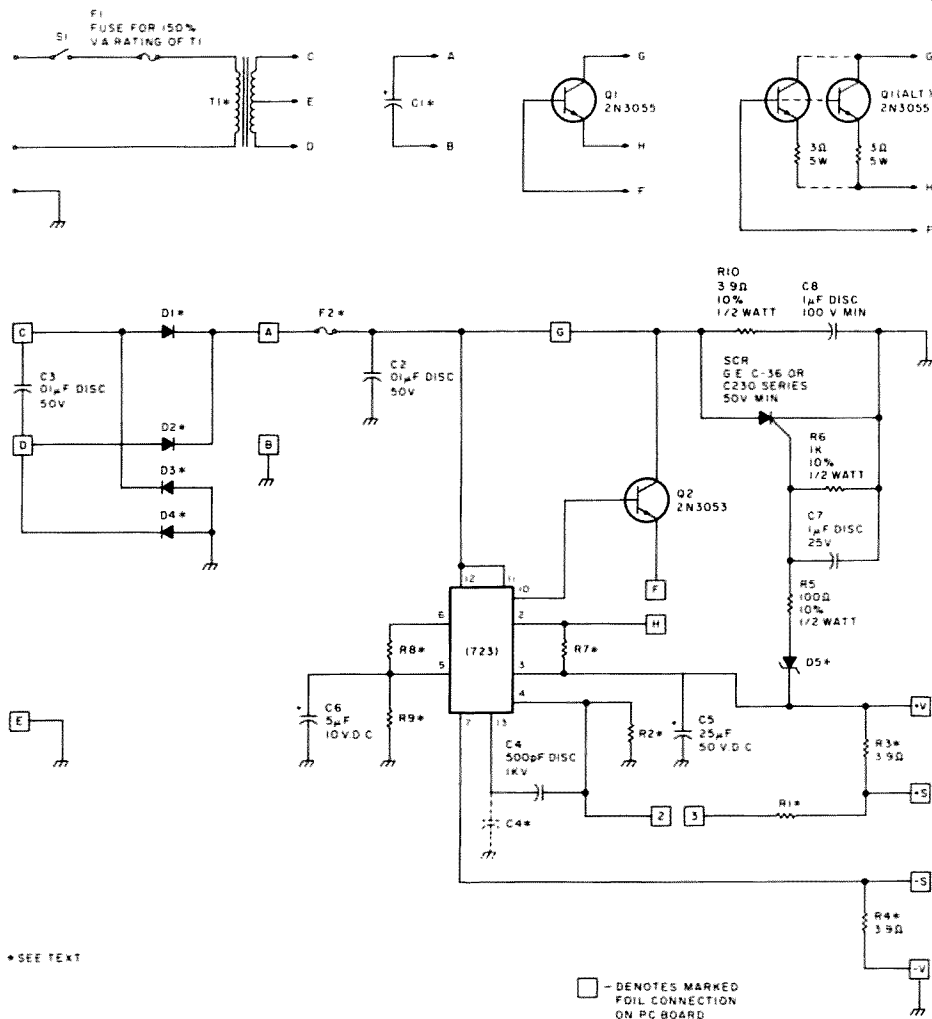 F1
FUSE FOR 150%
VA RATING OF T1
S1
C
T1*
E
D
A
+
C1*
B
G
Q1
2N3055
H
F
G
Q1(ALT)
2N3055
3Ω
5W
3Ω
5W
H
F
R10
3.9Ω
10%
1/2 WATT
C8
1µF DISC
100 V MIN
C
D1*
A
F2*
G
C3
.01µF DISC
50V
C2
.01µF DISC
50V
SCR
G E C-36 OR
C230 SERIES
50V MIN
D
D2*
B
R6
1K
10%
1/2 WATT
D3*
Q2
2N3053
D4*
C7
1µF DISC
25V
12
11
10
F
R5
100Ω
10%
1/2 WATT
6
2
H
R8*
(723)
R7*
5
3
D5*
4
+
C6
5µF
10 V.D.C
R9*
7
13
R2*
+
C5
25µF
50 V.D.C
+V
E
C4
500pF DISC
1KV
R3*
3.9Ω
+S
C4*
2
3
R1*
-S
R4*
3.9Ω
-V
* SEE TEXT
- DENOTES MARKED
FOIL CONNECTION
ON PC BOARD